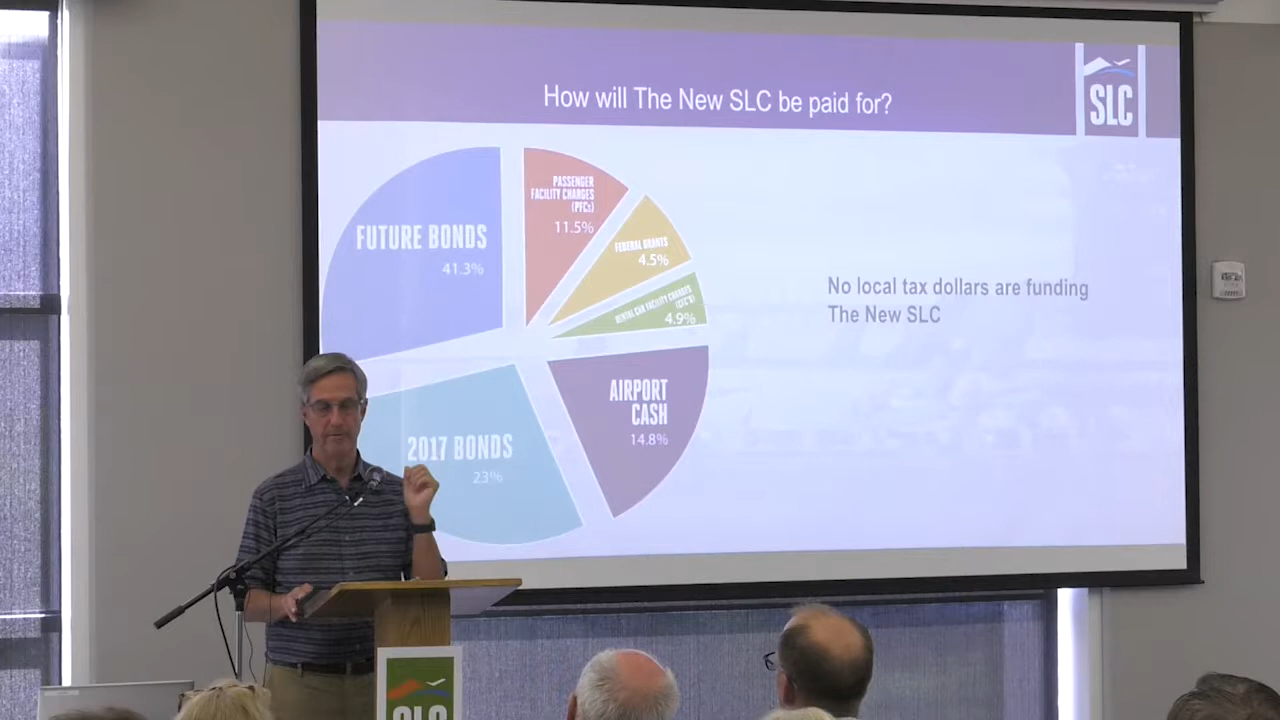 How will The New SLC be paid for?
SLC
FUTURE BONDS
41.3%
PASSENGER
FACILITY CHARGES
(PFCs)
11.5%
FEDERAL GRANTS
4.5%
RENTAL CAR FACILITY CHARGES
(CFC'S)
4.9%
AIRPORT
CASH
14.8%
2017 BONDS
23%
No local tax dollars are funding
The New SLC
SLC